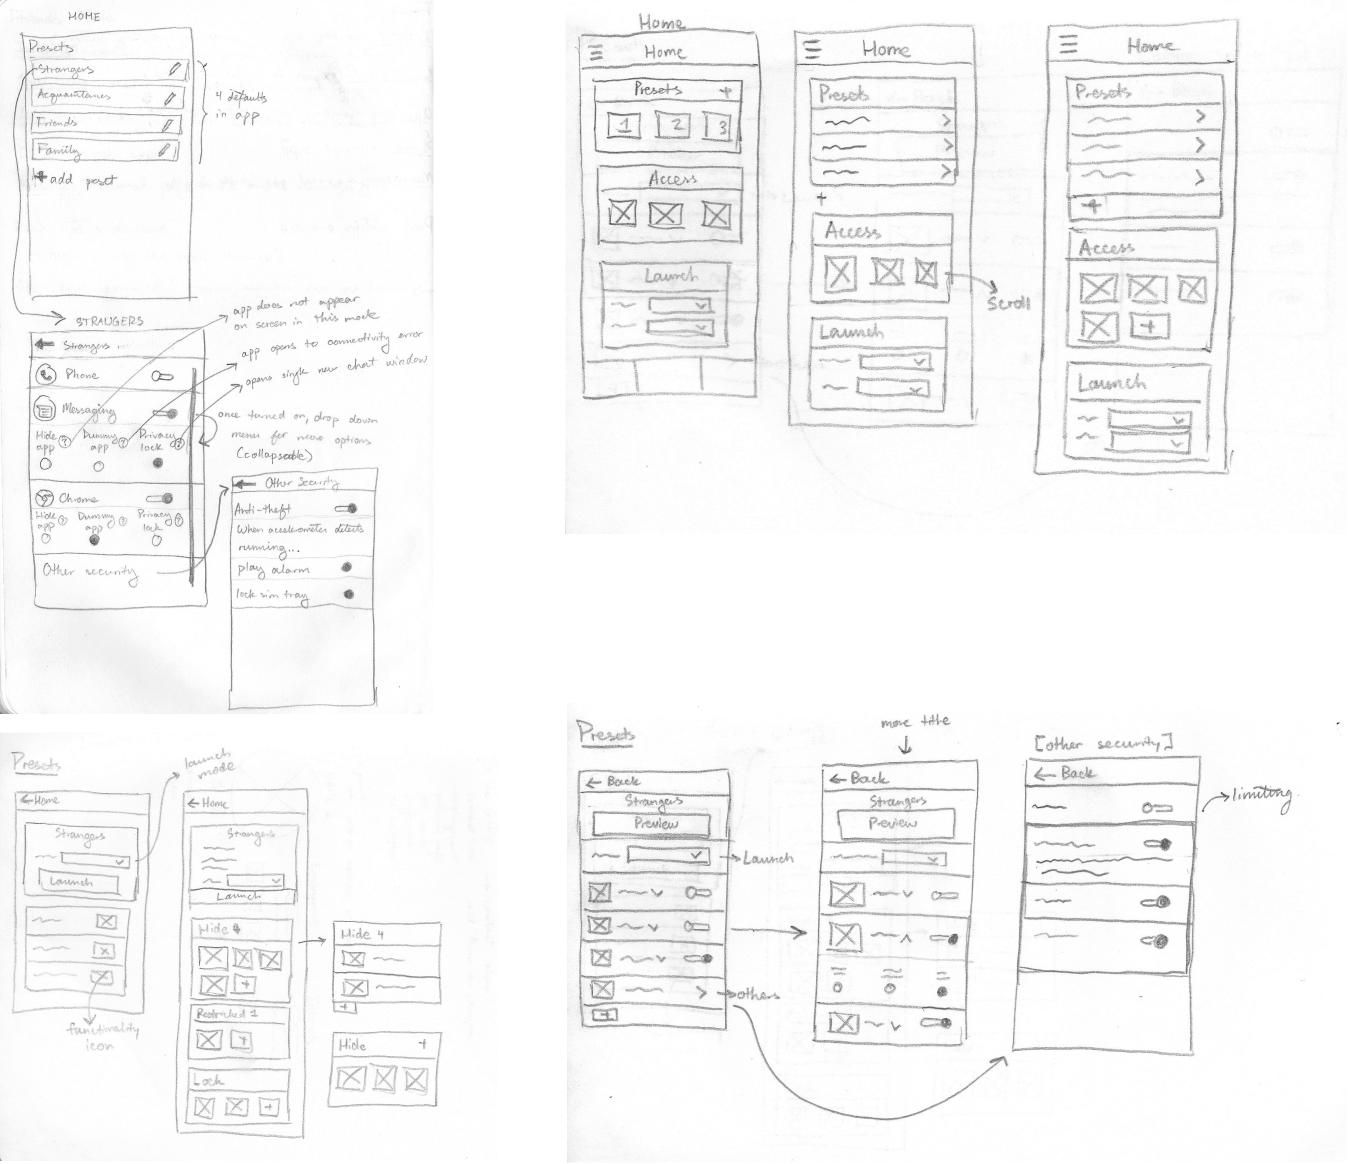 HOME
Presets
Strangers
Acquaintances
Friends
Family
+ add preset
4 defaults
in app
STRANGERS
Strangers
Phone
Messaging
Hide app ?
Dummy app ?
Privacy lock ?
Chrome
Hide app ?
Dummy app ?
Privacy lock ?
Other security
app does not appear
on screen in this mode
app opens to connectivity error
opens single new chat window
once turned on, drop down
menu for more options
(collapseable)
Other Security
Anti-theft
When accelerometer detects
running...
play alarm
lock sim tray
Home
Home
Presets +
1 2 3
Access
Launch
Home
Presets
+
Access
Scroll
Launch
Home
Presets
+
Access
+
Launch
Presets
launch
mode
Home
Strangers
Launch
functionality
icon
Home
Strangers
Launch
Hide 4
+
Restricted 1
+
Lock
+
Hide 4
+
Hide +
Presets
Back
Strangers
Preview
Launch
others
+
more title
Back
Strangers
Preview
[other security]
Back
limiting